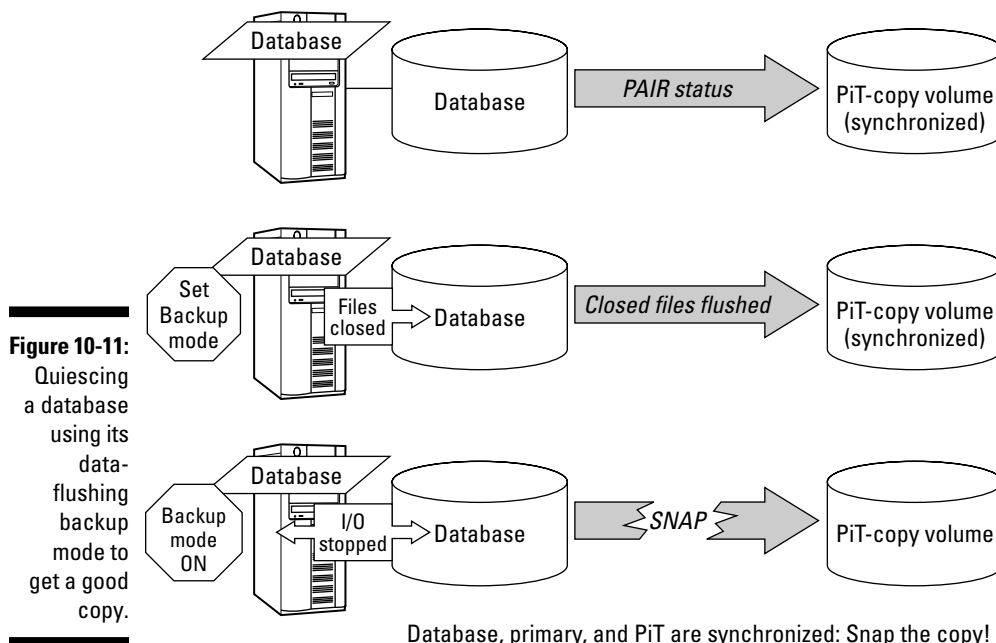 Database
Database
PAIR status
PiT-copy volume
(synchronized)
Database
Set
Backup
mode
Files
closed
Database
Closed files flushed
PiT-copy volume
(synchronized)
Figure 10-11:
Quiescing
a database
using its
data-
flushing
backup
mode to
get a good
copy.
Database
Backup
mode
ON
I/O
stopped
Database
SNAP
PiT-copy volume
Database, primary, and PiT are synchronized: Snap the copy!